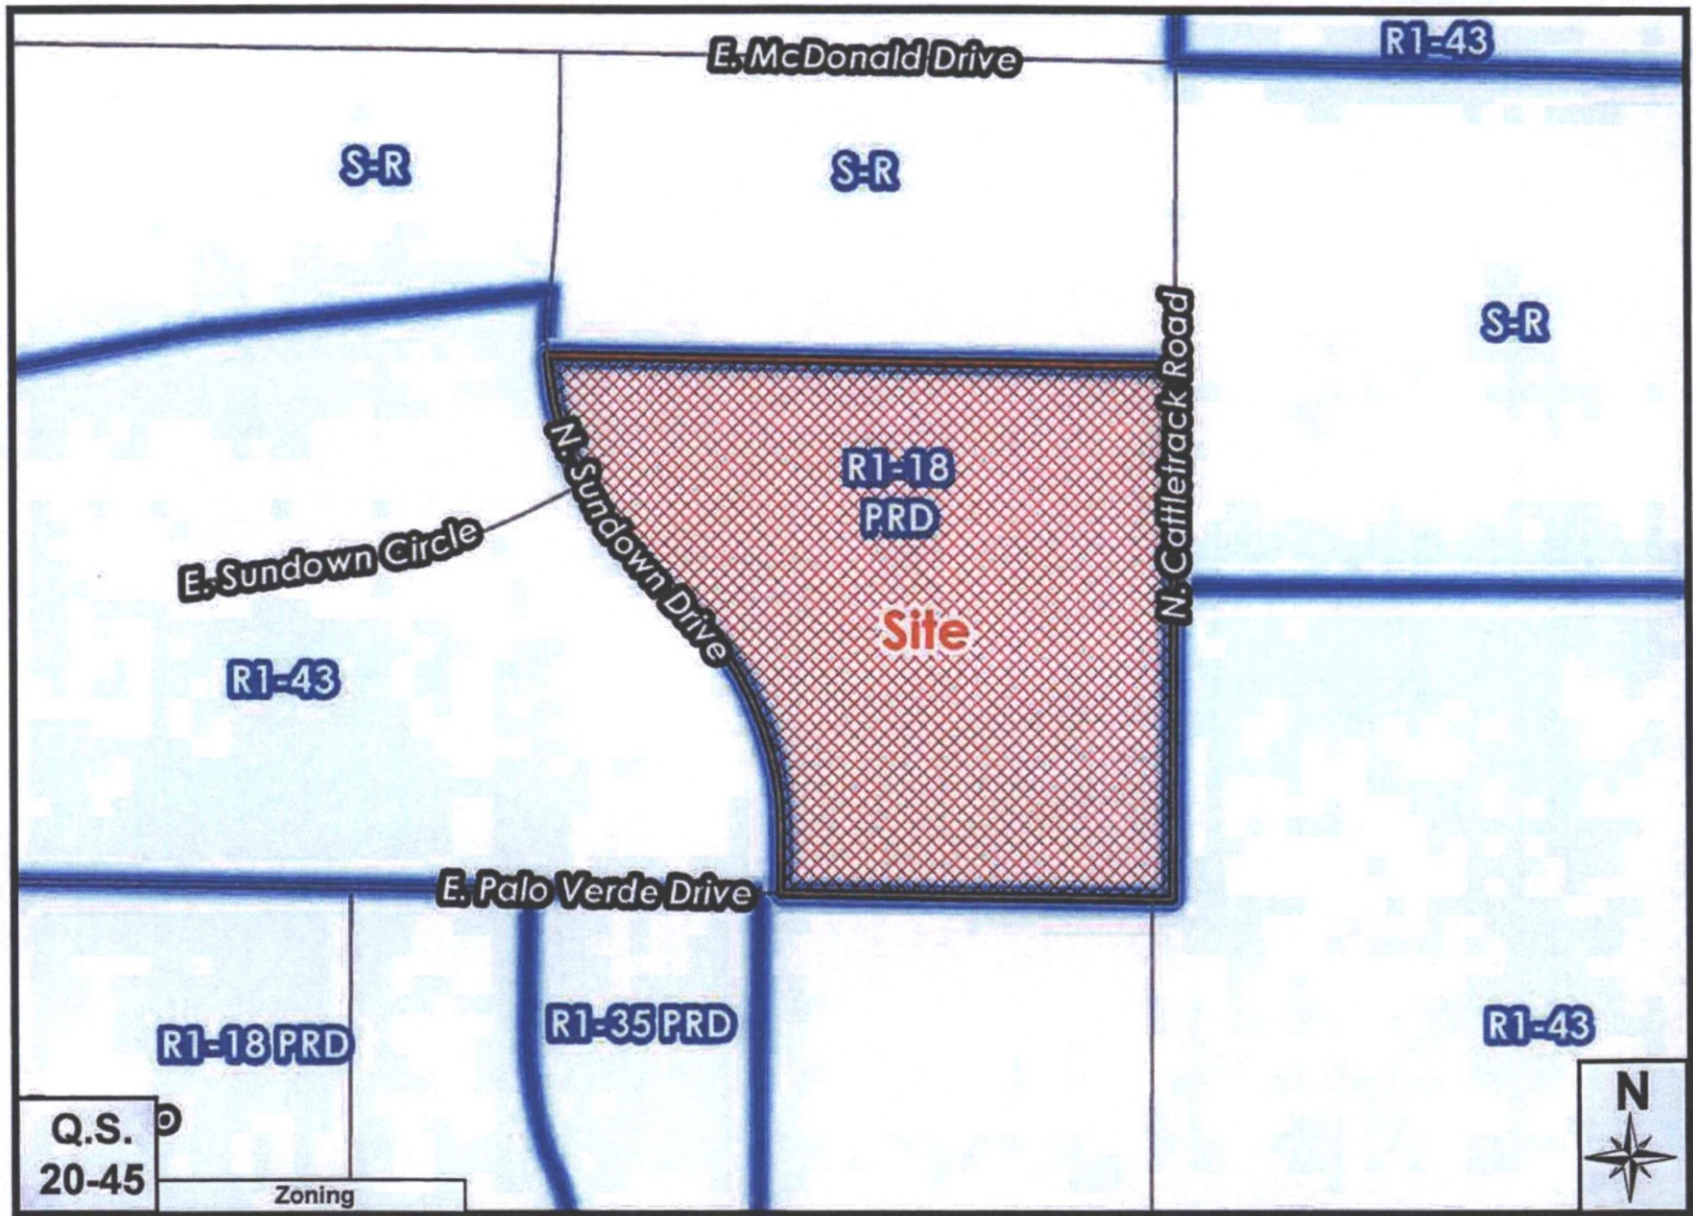 E. McDonald Drive
R1-43
S-R
S-R
S-R
N. Cattletrack Road
R1-18
PRD
N. Sundown Drive
E. Sundown Circle
Site
R1-43
E. Palo Verde Drive
R1-18 PRD
R1-35 PRD
R1-43
N
Q.S.
20-45
Zoning